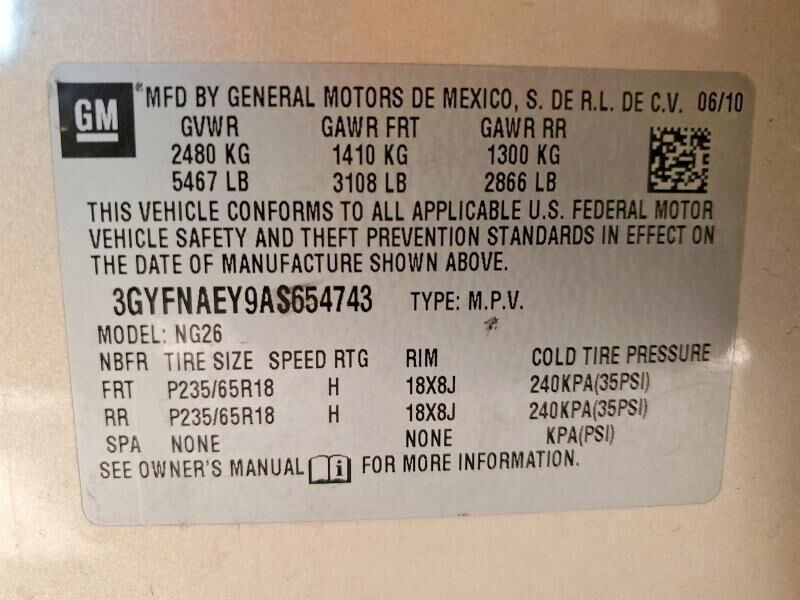 GM ® MFD BY GENERAL MOTORS DE MEXICO, S. DE R.L. DE C.V. 06/10
GVWR GAWR FRT GAWR RR
2480 KG 1410 KG 1300 KG
5467 LB 3108 LB 2866 LB
THIS VEHICLE CONFORMS TO ALL APPLICABLE U.S. FEDERAL MOTOR
VEHICLE SAFETY AND THEFT PREVENTION STANDARDS IN EFFECT ON
THE DATE OF MANUFACTURE SHOWN ABOVE.
3GYFNAEY9AS654743 TYPE: M.P.V.
MODEL: NG26
NBFR TIRE SIZE SPEED RTG RIM COLD TIRE PRESSURE
FRT P235/65R18 H 18X8J 240KPA(35PSI)
RR P235/65R18 H 18X8J 240KPA(35PSI)
SPA NONE NONE KPA(PSI)
SEE OWNER'S MANUAL i FOR MORE INFORMATION.